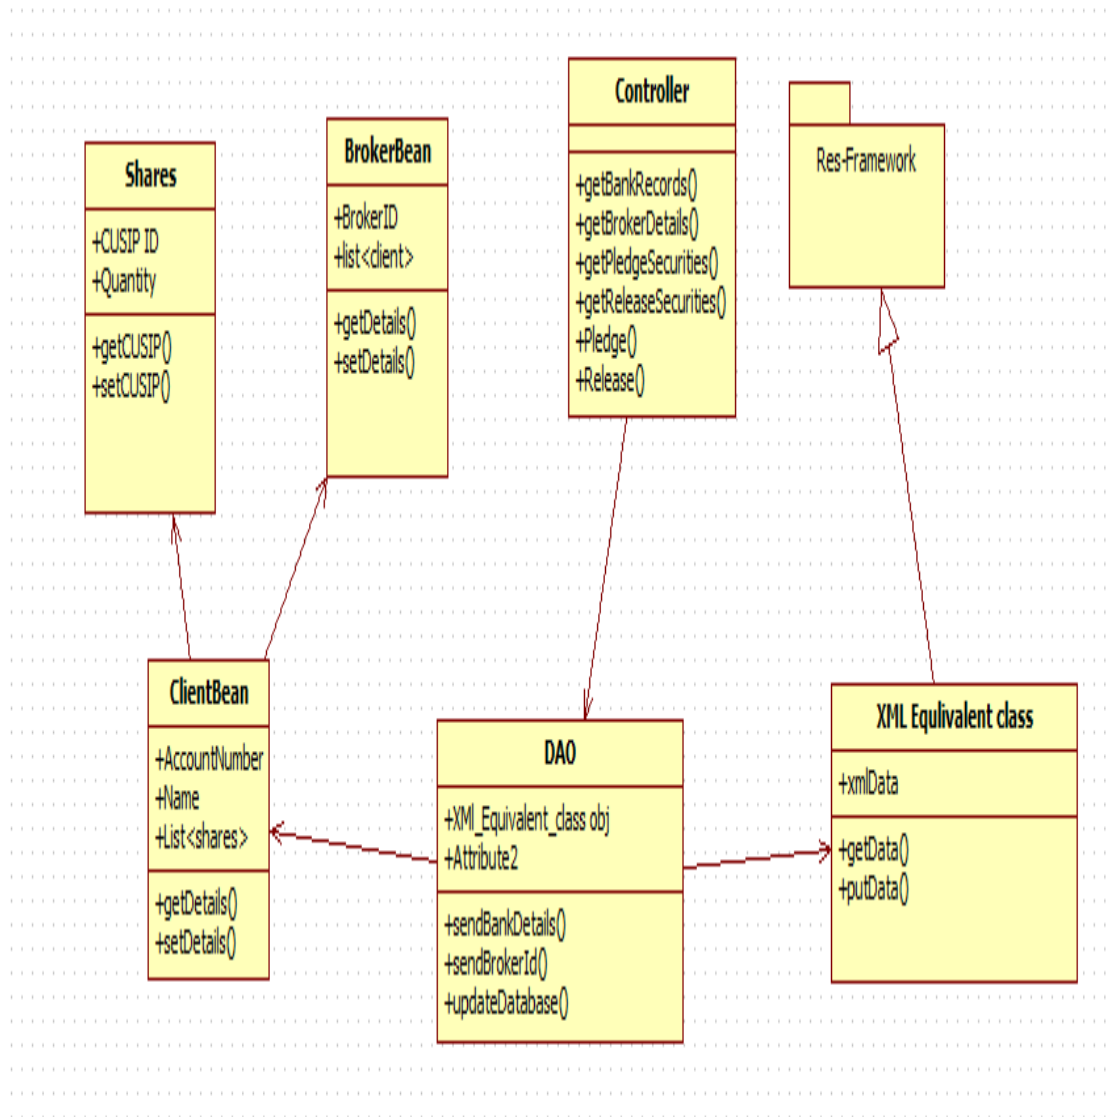 Shares
+CUSIP ID
+Quantity
+getCUSIP()
+setCUSIP()
BrokerBean
+BrokerID
+list<client>
+getDetails()
+setDetails()
Controller
+getBankRecords()
+getBrokerDetails()
+getPledgeSecurities()
+getReleaseSecurities()
+Pledge()
+Release()
Res-Framework
ClientBean
+AccountNumber
+Name
+List<shares>
+getDetails()
+setDetails()
DAO
+XMl_Equivalent_class obj
+Attribute2
+sendBankDetails()
+sendBrokerId()
+updateDatabase()
XML Equlivalent class
+xmlData
+getData()
+putData()